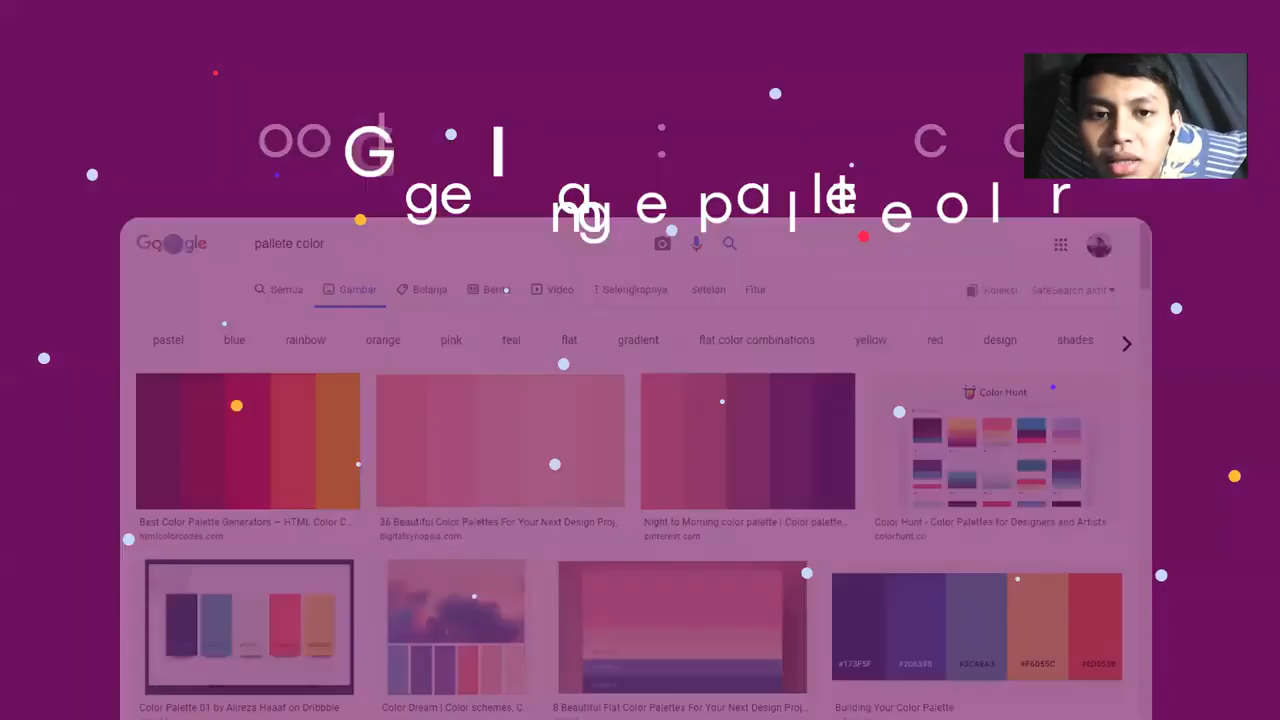 Google
pallete color
Semua
Gambar
Belanja
Video
Selengkapnya
Setelan
Fitur
Koleksi
SafeSearch aktif
pastel
blue
rainbow
orange
pink
teal
flat
gradient
flat color combinations
yellow
red
design
shades
Color Hunt
Best Color Palette Generators — HTML Color C...
36 Beautiful Color Palettes For Your Next Design Proj...
Night to Morning color palette | Color palette...
Color Hunt - Color Palettes for Designers and Artists
htmlcolorcodes.com
digitalsynopsis.com
pinterest.com
colorhunt.co
#173F5F
#20639B
#3CAEA3
#F6D55C
#ED553B
Color Palette 01 by Alireza Haaaf on Dribbble
Color Dream | Color schemes, C...
8 Beautiful Flat Color Palettes For Your Next Design Proj...
Building Your Color Palette